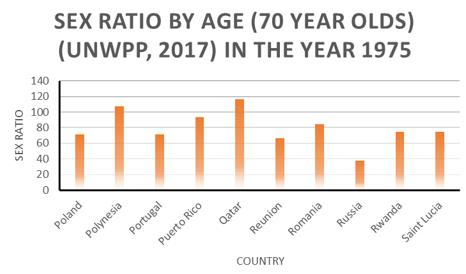 SEX RATIO BY AGE (70 YEAR OLDS)
(UNWPP, 2017) IN THE YEAR 1975
SEX RATIO
140
120
100
80
60
40
20
0
Poland
Polynesia
Portugal
Puerto Rico
Qatar
Reunion
Romania
Russia
Rwanda
Saint Lucia
COUNTRY